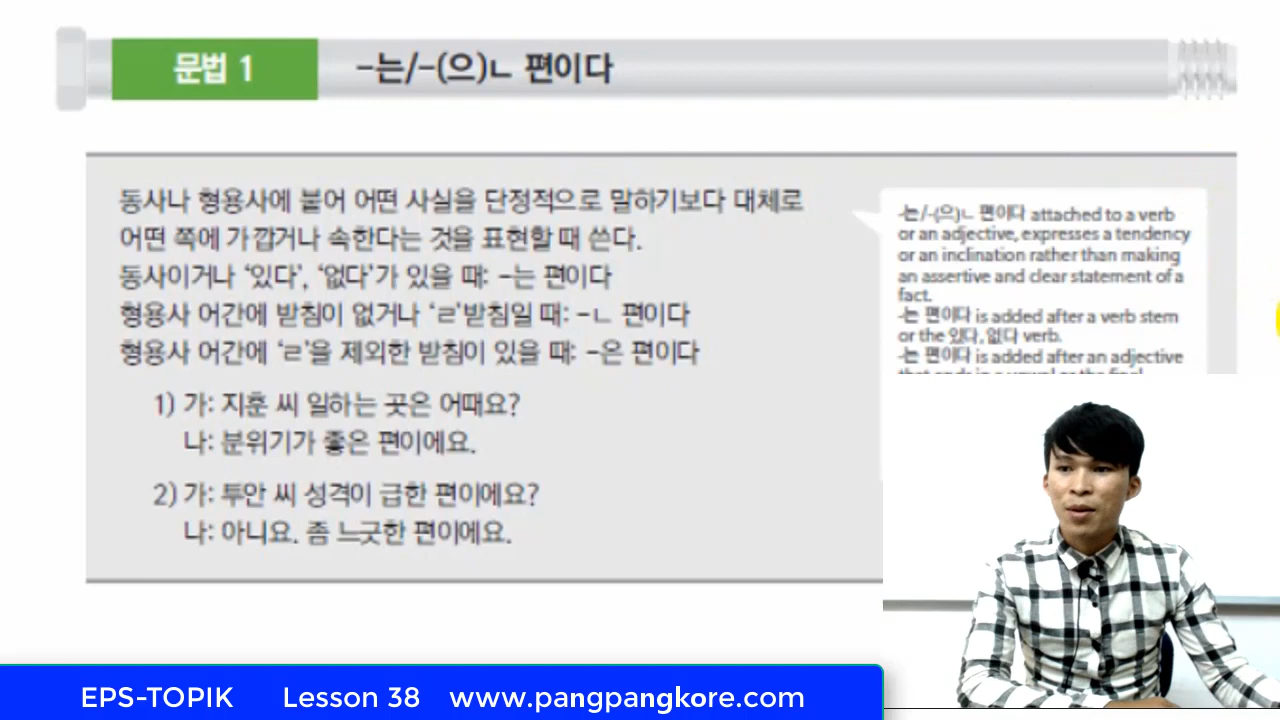 문법 1
-는/-(으)ㄴ 편이다
동사나 형용사에 붙어 어떤 사실을 단정적으로 말하기보다 대체로
어떤 쪽에 가깝거나 속한다는 것을 표현할 때 쓴다.
동사이거나 ‘있다’, ‘없다’가 있을 때: -는 편이다
형용사 어간에 받침이 없거나 ‘ㄹ’받침일 때: -ㄴ 편이다
형용사 어간에 ‘ㄹ’을 제외한 받침이 있을 때: -은 편이다
1) 가: 지훈 씨 일하는 곳은 어때요?
나: 분위기가 좋은 편이에요.
2) 가: 투안 씨 성격이 급한 편이에요?
나: 아니요. 좀 느긋한 편이에요.
-는/-(으)ㄴ 편이다 attached to a verb
or an adjective, expresses a tendency
or an inclination rather than making
an assertive and clear statement of a
fact.
-는 편이다 is added after a verb stem
or the 있다, 없다 verb.
-는 편이다 is added after an adjective
EPS-TOPIK Lesson 38 www.pangpangkore.com